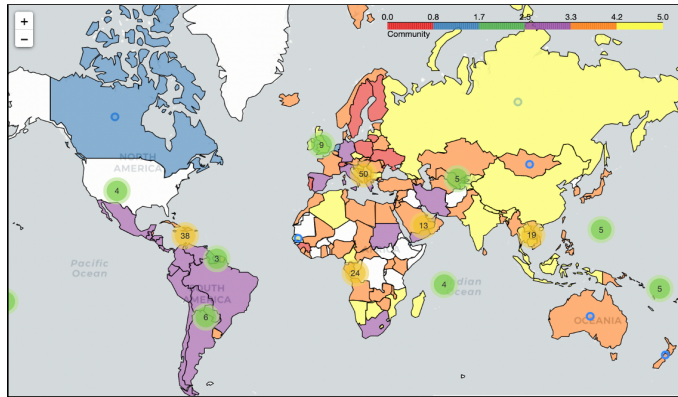 +
−
0.0 0.8 1.7 2.5 3.3 4.2 5.0
Community
NORTH
AMERICA
4
9
50
5
38
3
13
19
5
24
4
5
Pacific
Ocean
SOUTH
AMERICA
6
Ocean
OCEANIA